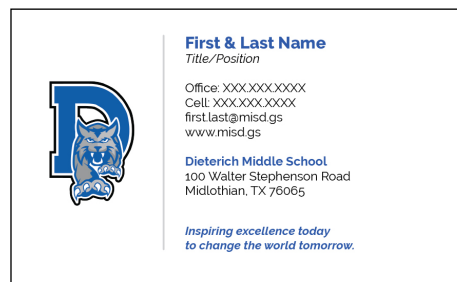 D
First & Last Name
Title/Position
Office: XXX.XXX.XXXX
Cell: XXX.XXX.XXXX
first.last@misd.gs
www.misd.gs
Dieterich Middle School
100 Walter Stephenson Road
Midlothian, TX 76065
Inspiring excellence today
to change the world tomorrow.